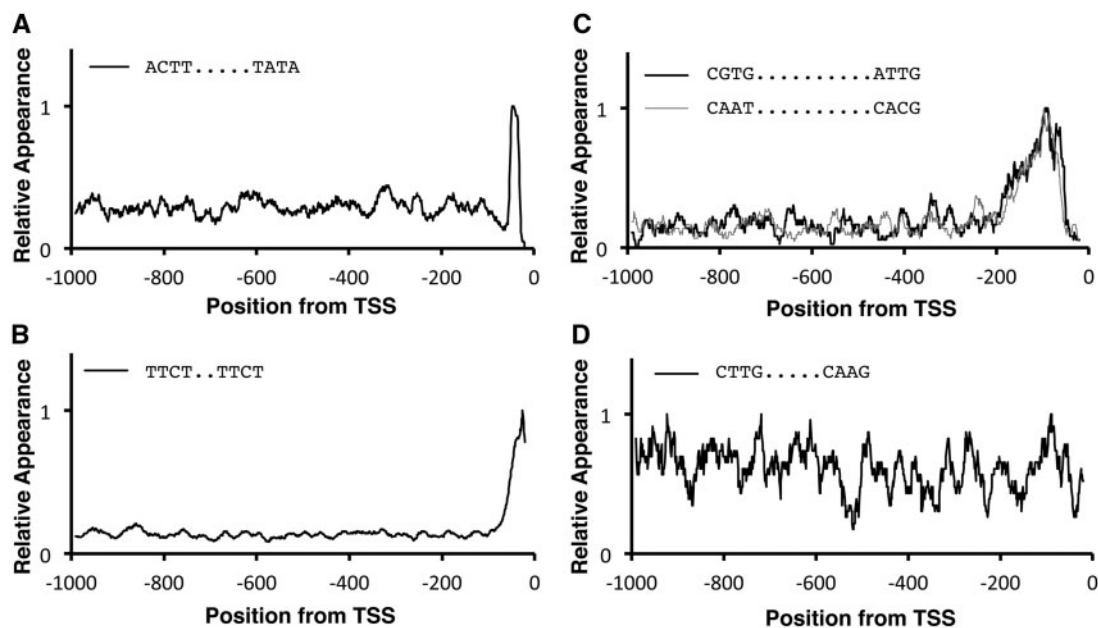 A
Relative Appearance
ACTT.....TATA
1
0
-1000 -800 -600 -400 -200 0
Position from TSS
B
Relative Appearance
TTCT..TTCT
1
0
-1000 -800 -600 -400 -200 0
Position from TSS
C
Relative Appearance
CGTG..........ATTG
CAAT..........CACG
1
0
-1000 -800 -600 -400 -200 0
Position from TSS
D
Relative Appearance
CTTG.....CAAG
1
0
-1000 -800 -600 -400 -200 0
Position from TSS